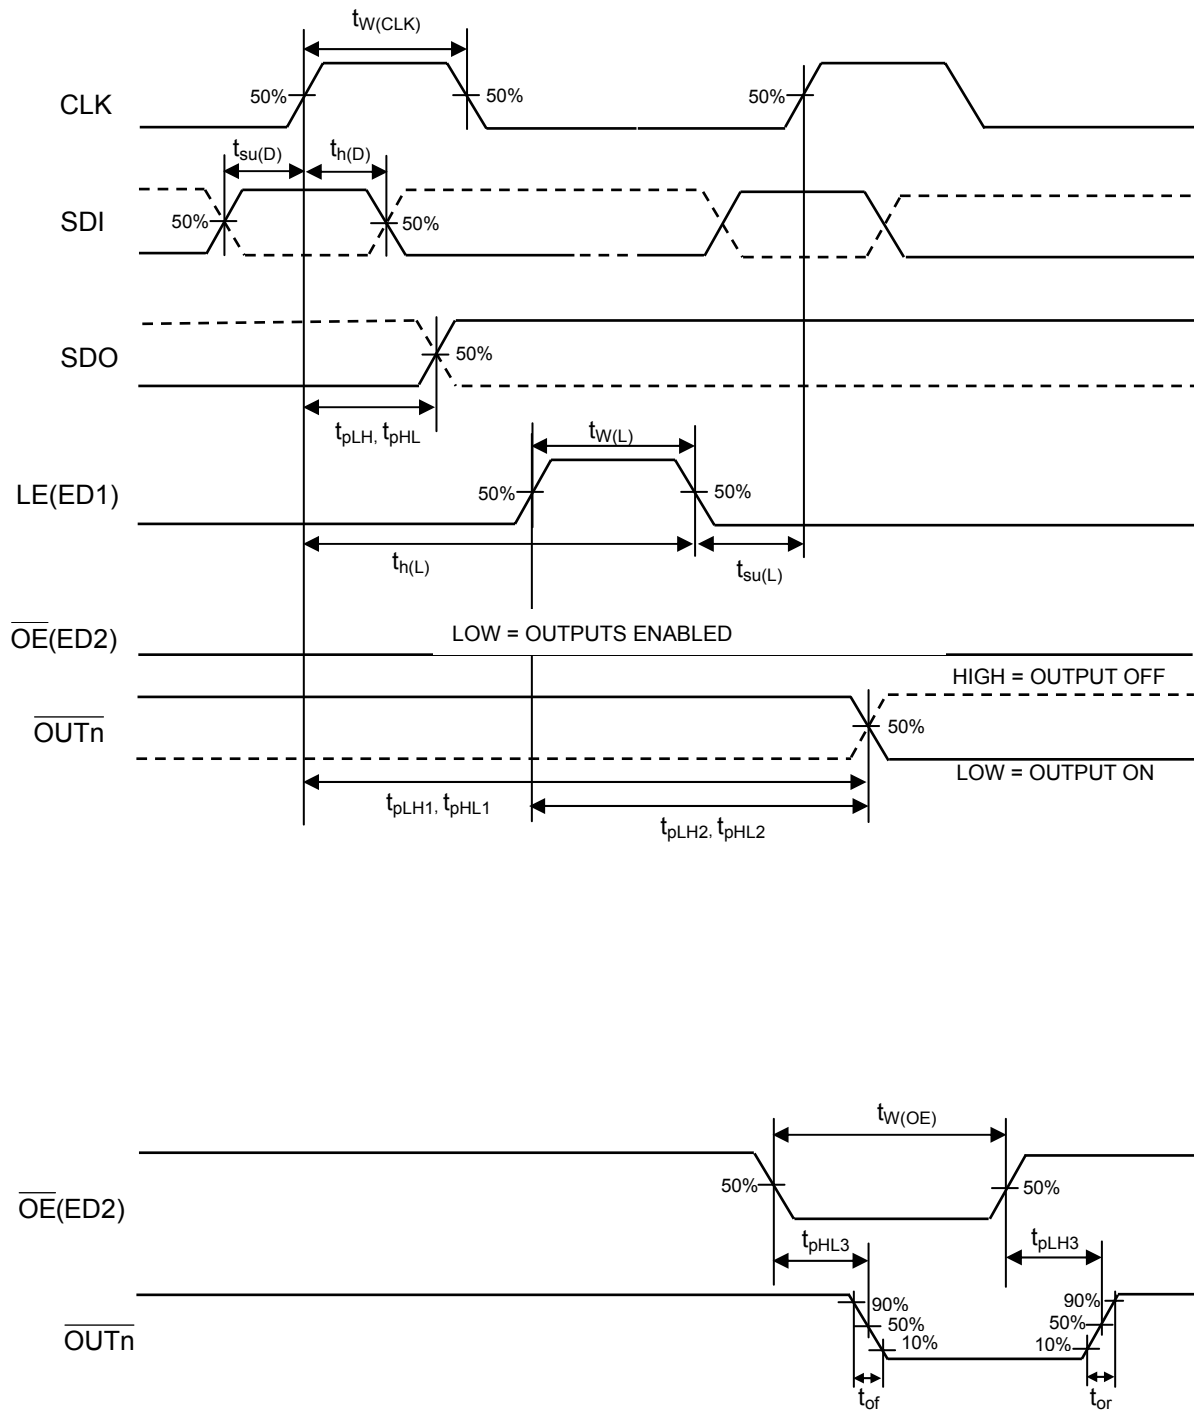 tW(CLK)
CLK
50%
50%
50%
tsu(D)
th(D)
SDI
50%
50%
SDO
50%
tpLH, tpHL
tW(L)
LE(ED1)
50%
50%
th(L)
tsu(L)
OE(ED2)
LOW = OUTPUTS ENABLED
HIGH = OUTPUT OFF
OUTn
50%
LOW = OUTPUT ON
tpLH1, tpHL1
tpLH2, tpHL2
tW(OE)
OE(ED2)
50%
50%
tpHL3
tpLH3
OUTn
90%
50%
10%
90%
50%
10%
tof
tor